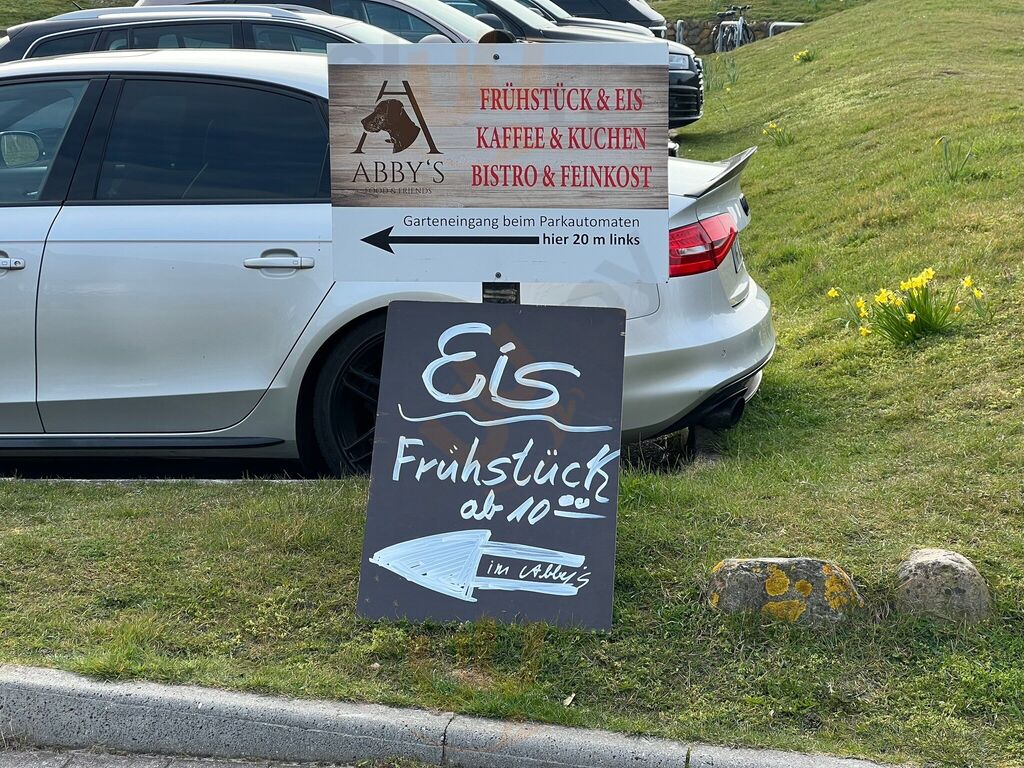 FRÜHSTÜCK & EIS
KAFFEE & KUCHEN
BISTRO & FEINKOST
ABBY'S
FOOD & FRIENDS
Garteneingang beim Parkautomaten
hier 20 m links
Eis
Frühstück
ab 10 00
im Abby's